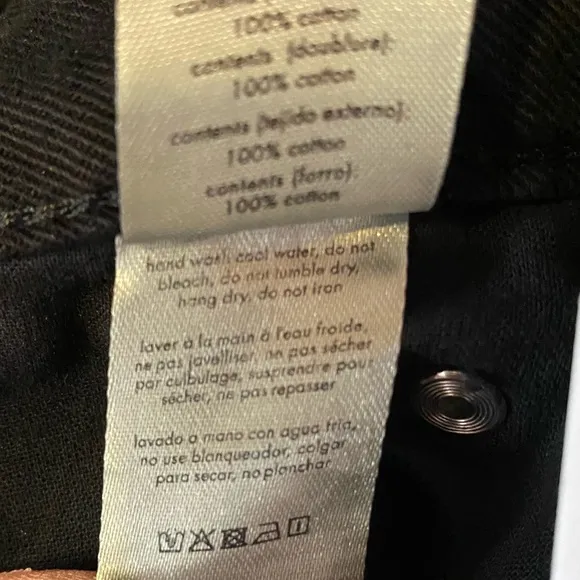 contents
100% cotton
contents (doublure):
100% cotton
contents (tejido externo):
100% cotton
contents (forro):
100% cotton
hand wash cool water, do not
bleach, do not tumble dry,
hang dry, do not iron
laver à la main à l'eau froide,
ne pas javelliser, ne pas sécher
par culbulage, suspendre pour
sécher, ne pas repasser
lavado a mano con agua fria,
no use blanqueador, colgar
para secar, no planchar